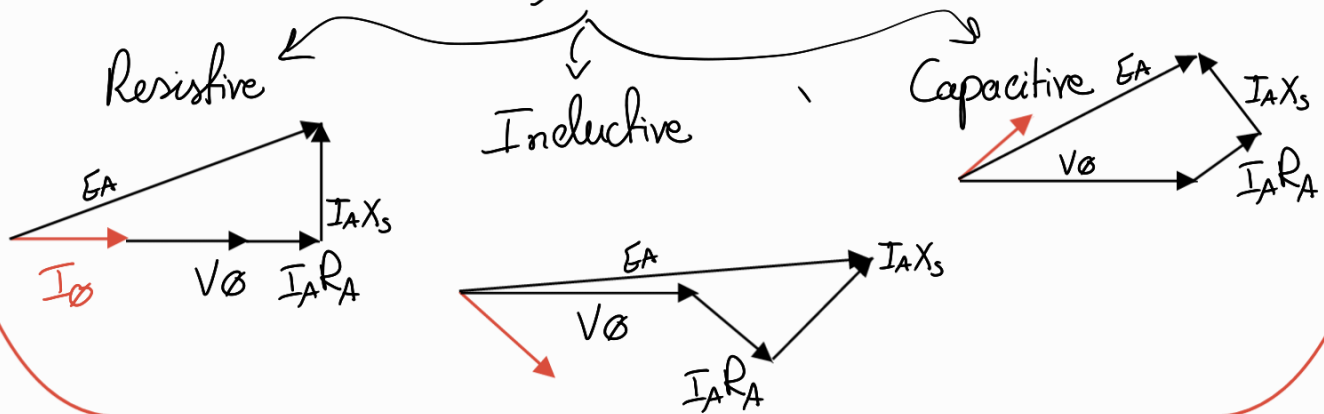 Resistive
EA
IAXs
IØ
VØ
IARA
Inductive
EA
IAXs
VØ
IARA
Capacitive
EA
IAXs
VØ
IARA